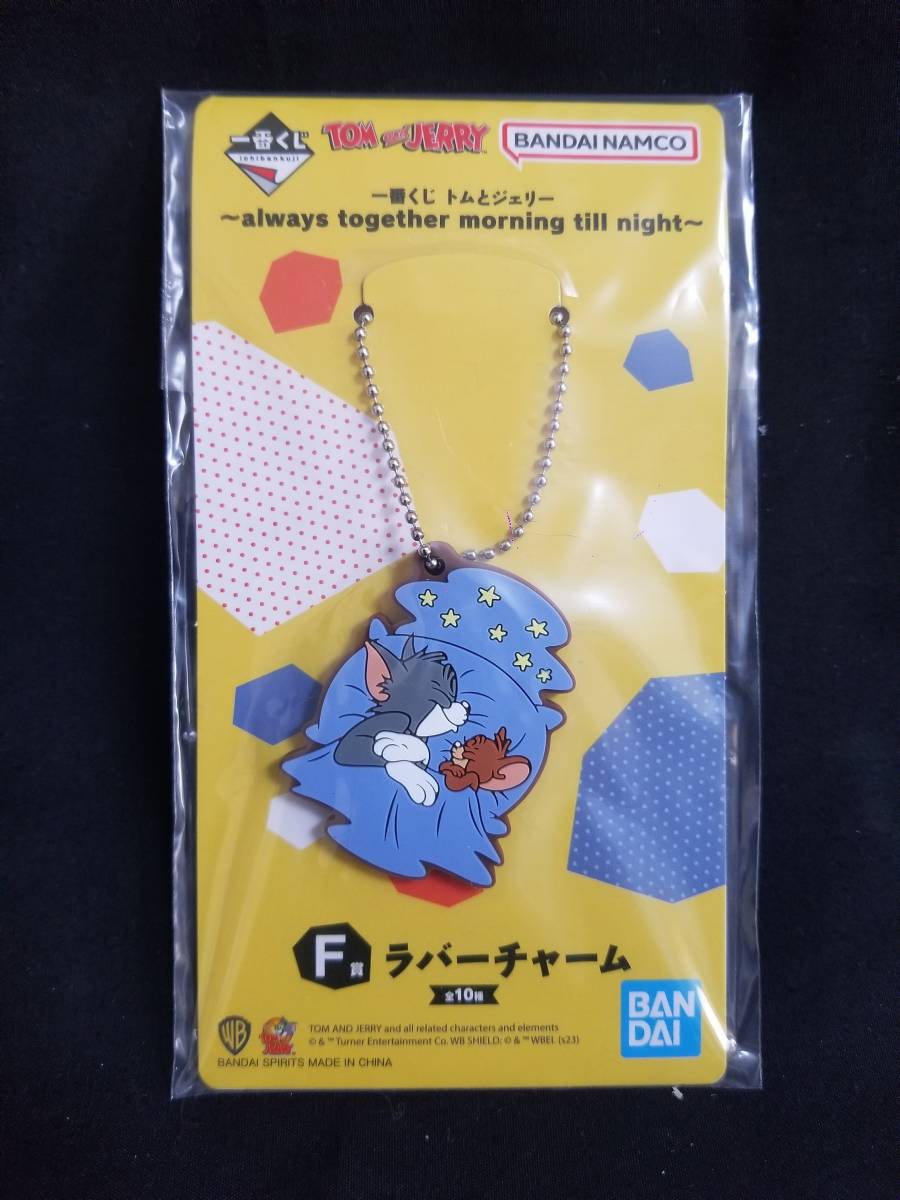 一番くじ
ichibankuji
TOM AND JERRY
BANDAI NAMCO
一番くじ トムとジェリー
～always together morning till night～
F賞 ラバーチャーム
全10種
WB
TOM AND JERRY and all related characters and elements
© & ™ Turner Entertainment Co. WB SHIELD: © & ™ WBEI. (s23)
BANDAI SPIRITS MADE IN CHINA
BAN
DAI